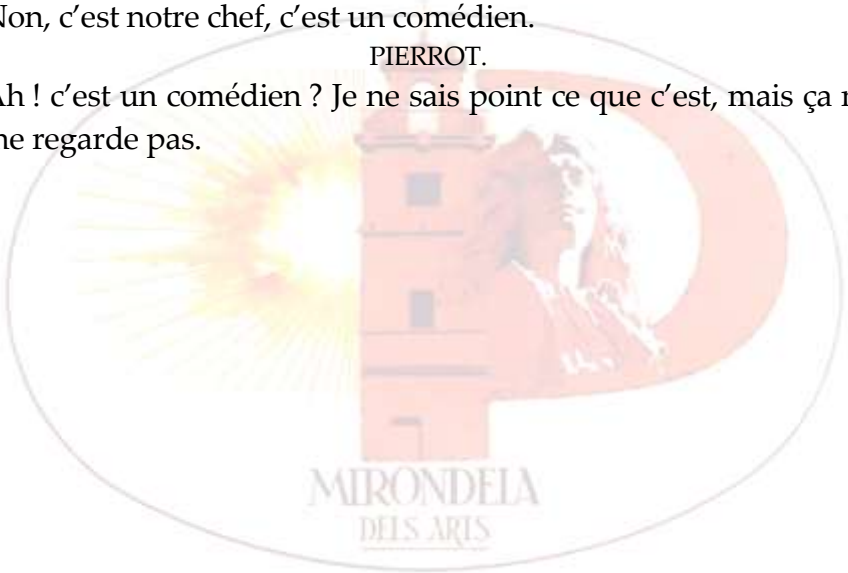 Non, c’est notre chef, c’est un comédien.
PIERROT.
Ah ! c’est un comédien ? Je ne sais point ce que c’est, mais ça
me regarde pas.
MIRONDELA
DELS ARTS